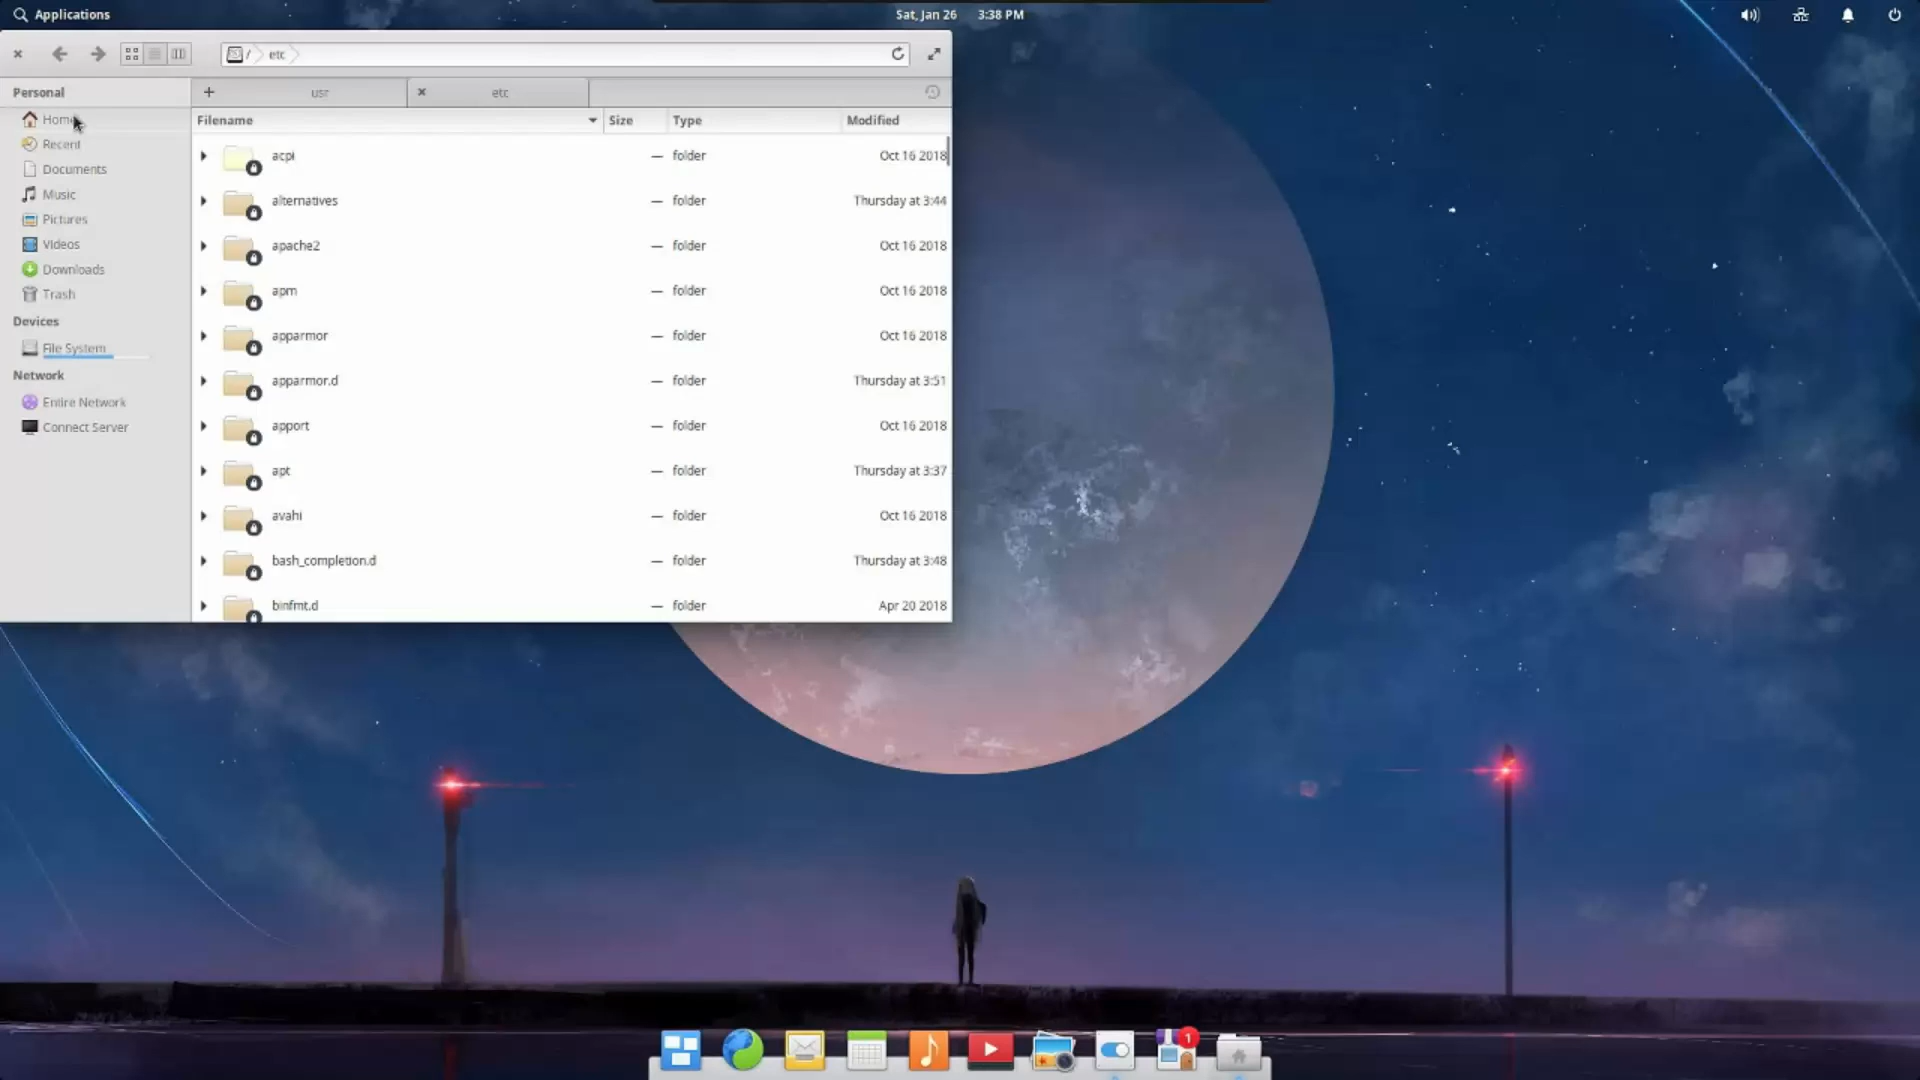 Applications
Sat, Jan 26 3:38 PM
/ etc
Personal
usr
etc
Home
Recent
Documents
Music
Pictures
Videos
Downloads
Trash
Devices
File System
Network
Entire Network
Connect Server
Filename Size Type Modified
acpi — folder Oct 16 2018
alternatives — folder Thursday at 3:44
apache2 — folder Oct 16 2018
apm — folder Oct 16 2018
apparmor — folder Oct 16 2018
apparmor.d — folder Thursday at 3:51
apport — folder Oct 16 2018
apt — folder Thursday at 3:37
avahi — folder Oct 16 2018
bash_completion.d — folder Thursday at 3:48
binfmt.d — folder Apr 20 2018
1